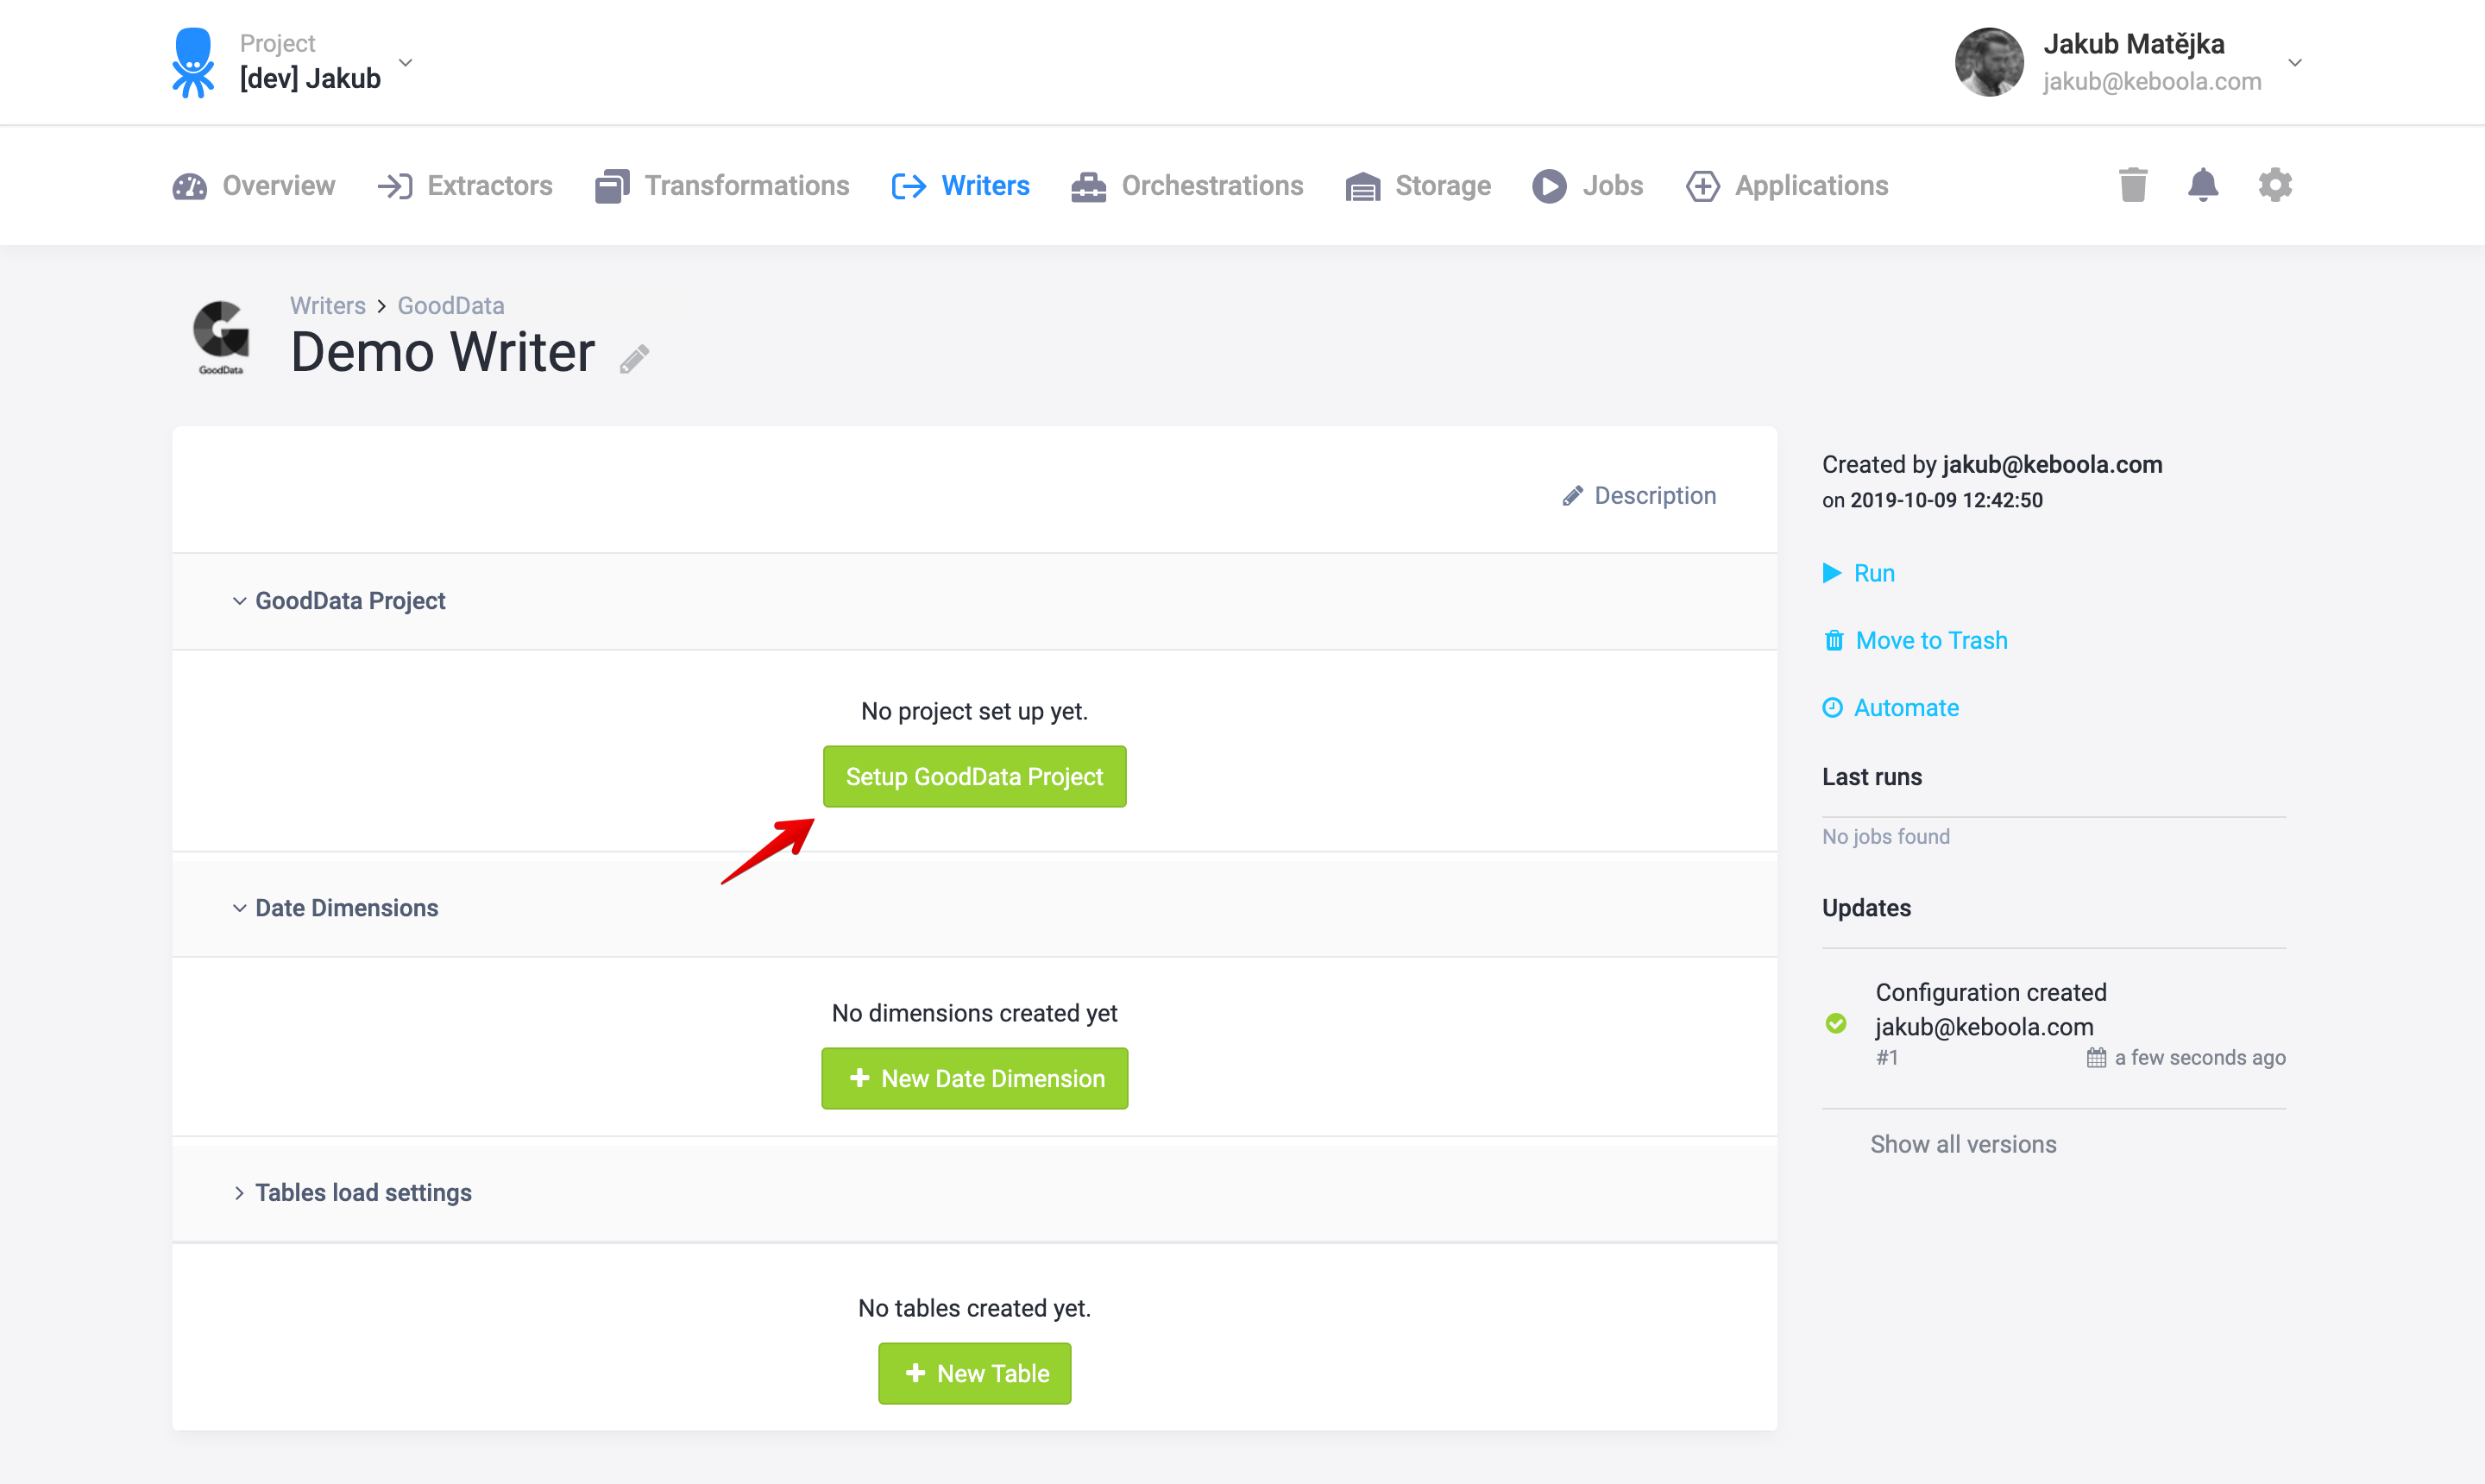 Project
[dev] Jakub
Jakub Matějka
jakub@keboola.com
Overview
Extractors
Transformations
Writers
Orchestrations
Storage
Jobs
Applications
GoodData
Writers > GoodData
Demo Writer
Description
GoodData Project
No project set up yet.
Setup GoodData Project
Date Dimensions
No dimensions created yet
New Date Dimension
Tables load settings
No tables created yet.
New Table
Created by jakub@keboola.com
on 2019-10-09 12:42:50
Run
Move to Trash
Automate
Last runs
No jobs found
Updates
Configuration created
jakub@keboola.com
#1 a few seconds ago
Show all versions